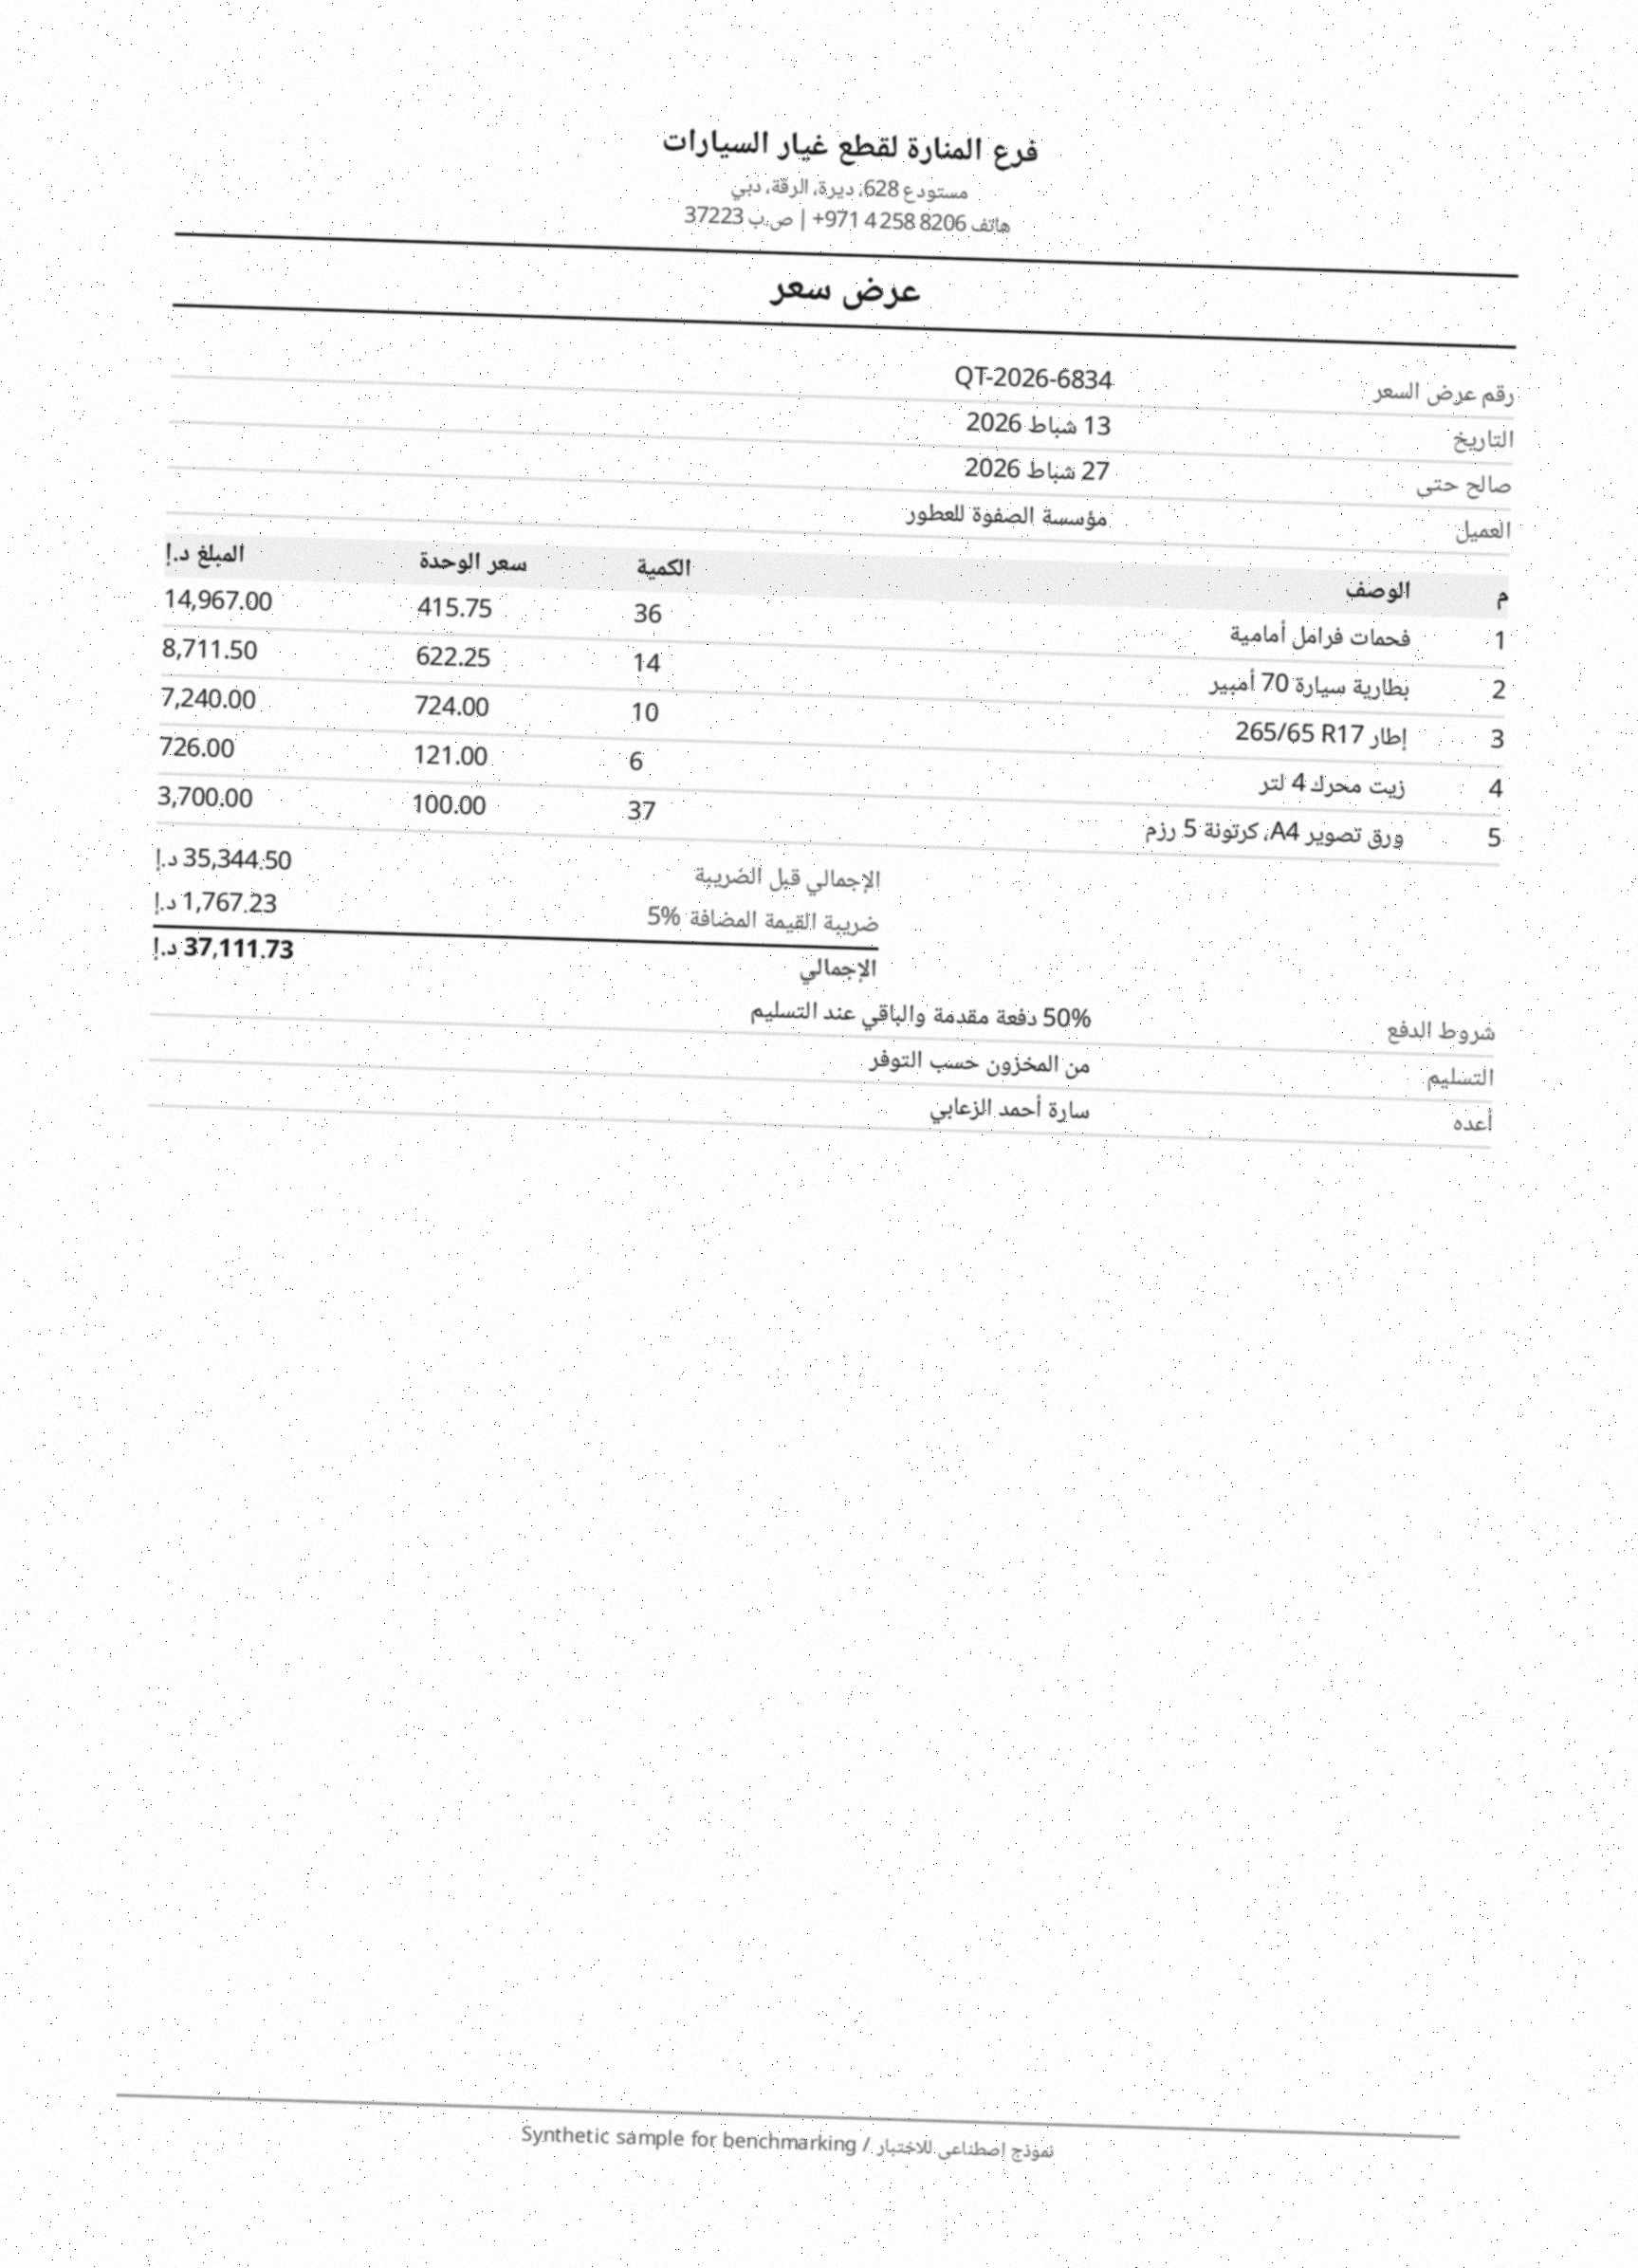 فرع المنارة لقطع غيار السيارات
مستودع 628، ديرة، الرقة، دبي
هاتف 8206 258 4 971+ | ص.ب 37223
عرض سعر
رقم عرض السعر QT-2026-6834
التاريخ 13 شباط 2026
صالح حتى 27 شباط 2026
العميل مؤسسة الصفوة للعطور
م الوصف الكمية سعر الوحدة المبلغ د.إ
1 فحمات فرامل أمامية 36 415.75 14,967.00
2 بطارية سيارة 70 أمبير 14 622.25 8,711.50
3 إطار 265/65 R17 10 724.00 7,240.00
4 زيت محرك 4 لتر 6 121.00 726.00
5 ورق تصوير A4، كرتونة 5 رزم 37 100.00 3,700.00
الإجمالي قبل الضريبة 35,344.50 د.إ
ضريبة القيمة المضافة 5% 1,767.23 د.إ
الإجمالي 37,111.73 د.إ
شروط الدفع 50% دفعة مقدمة والباقي عند التسليم
التسليم من المخزون حسب التوفر
أعده سارة أحمد الزعابي
نموذج إصطناعي للاختبار / Synthetic sample for benchmarking